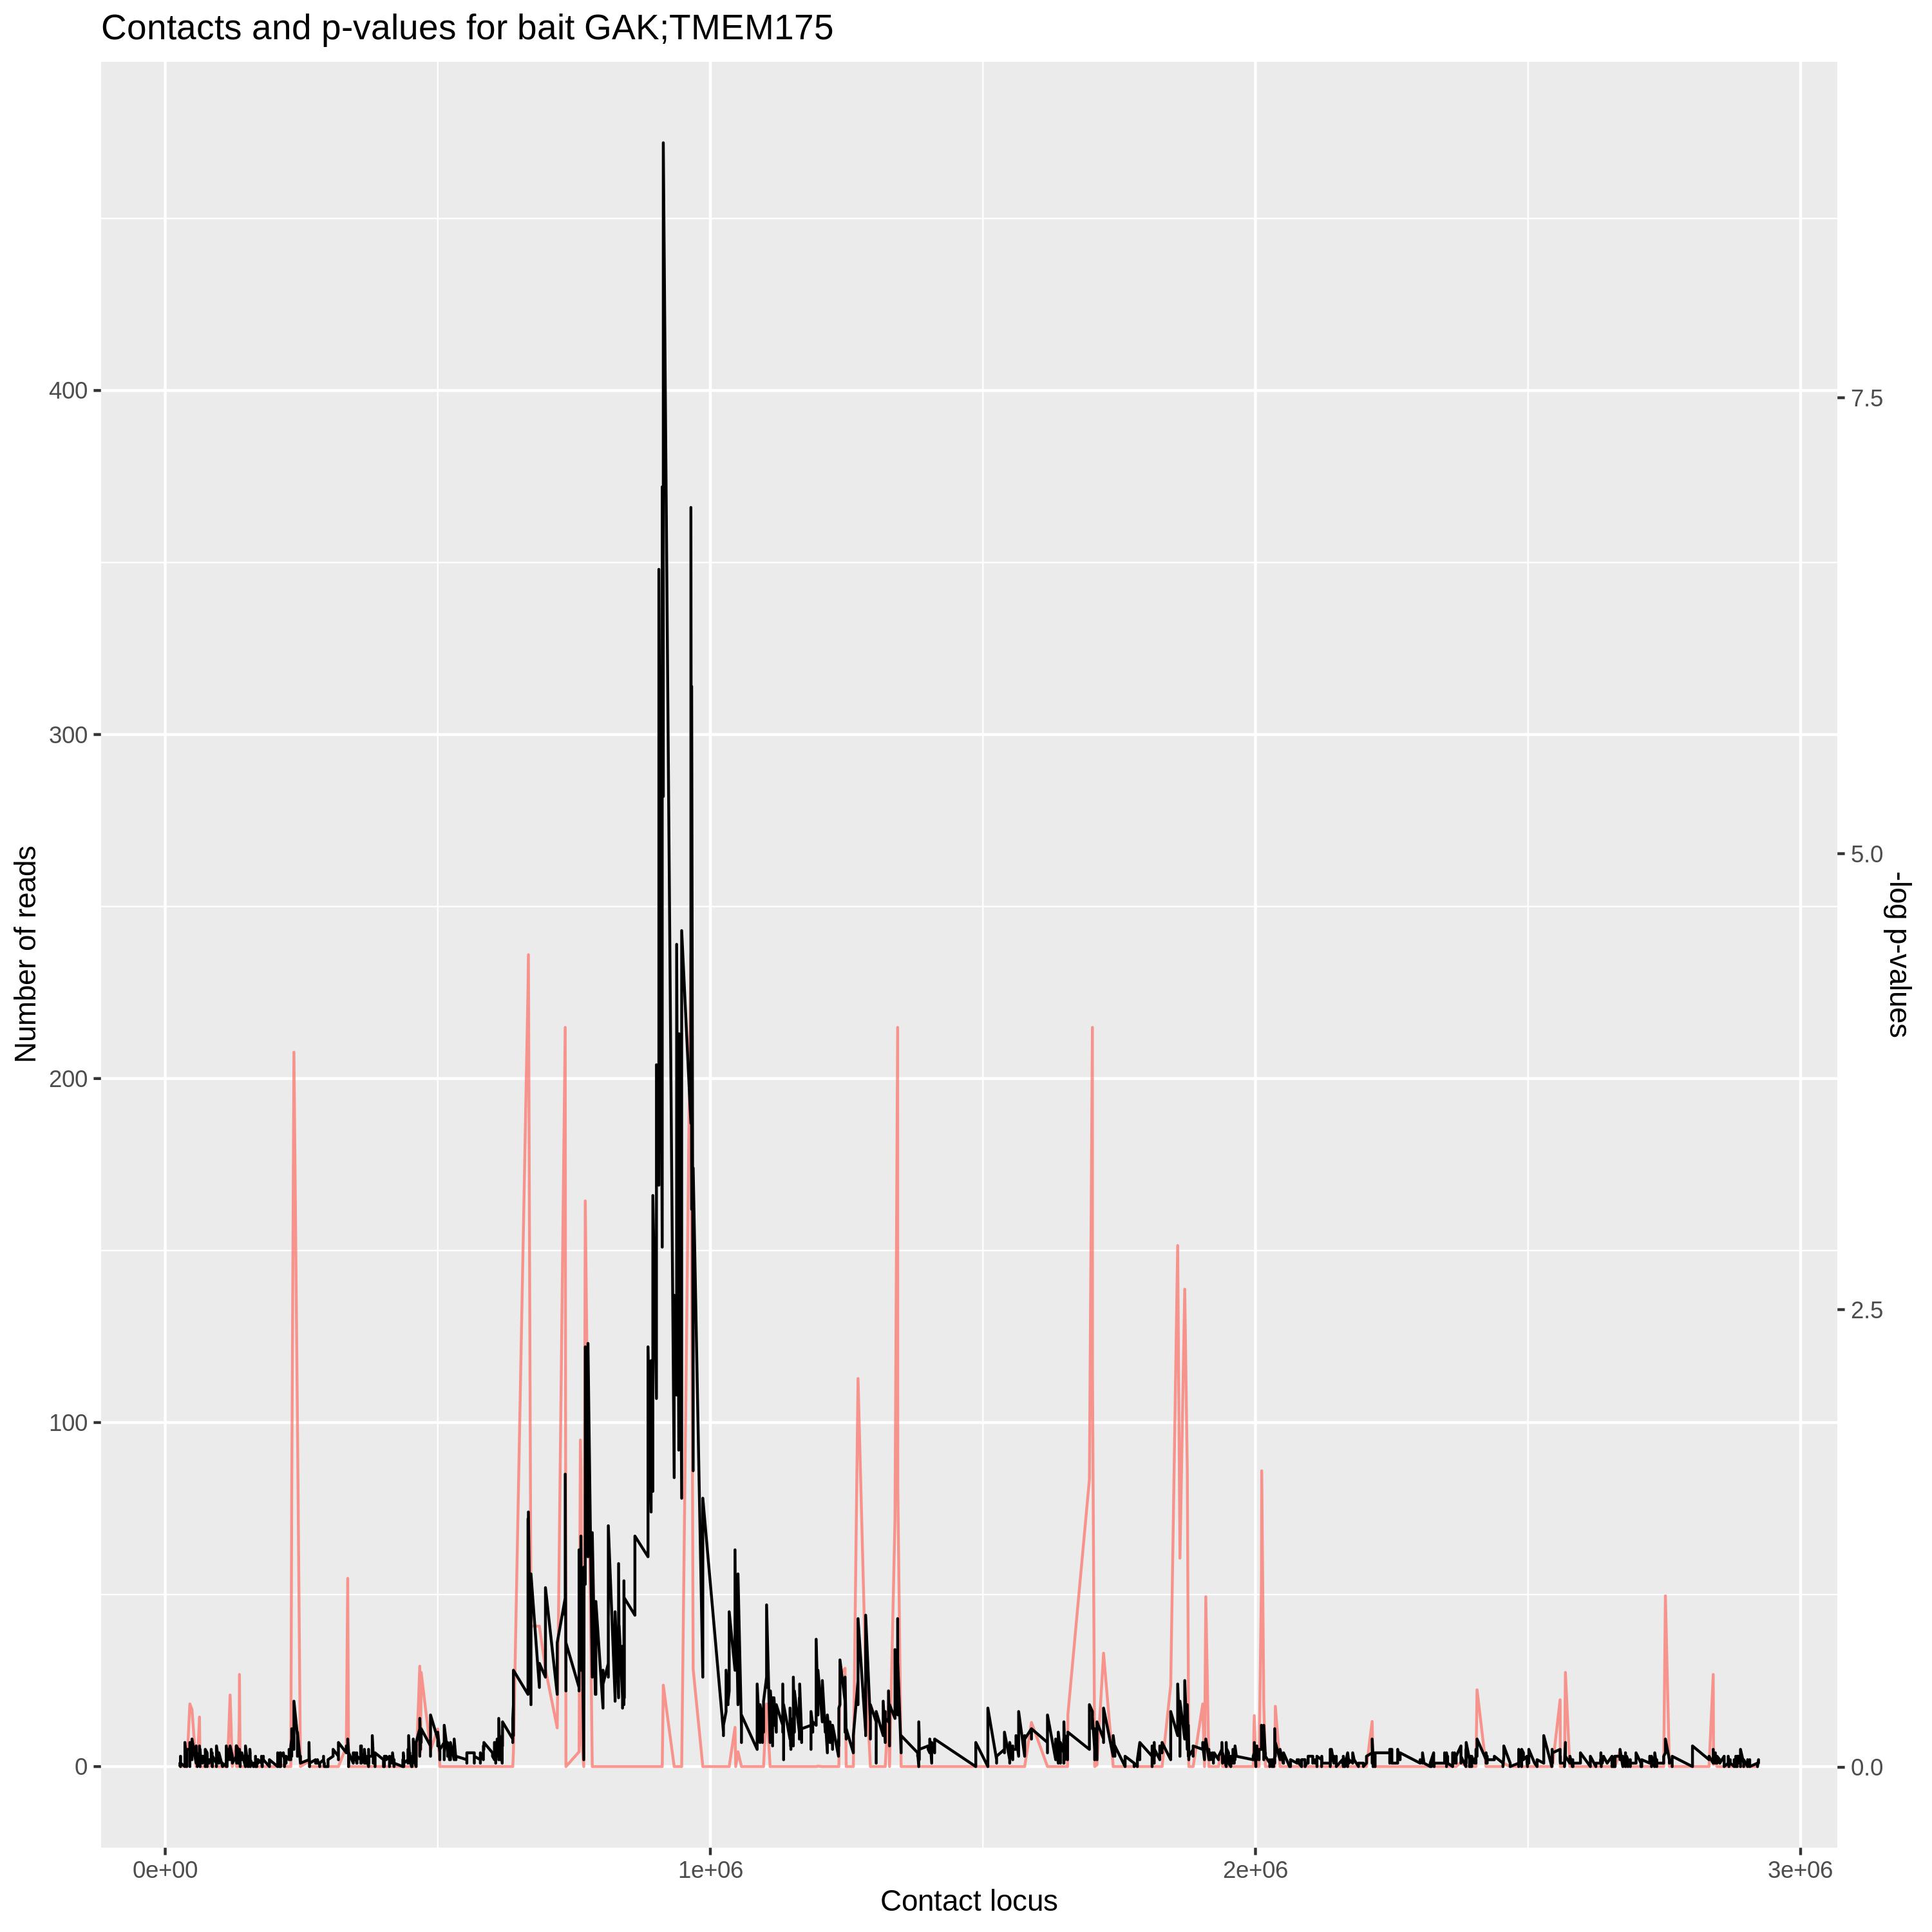 Contacts and p-values for bait GAK;TMEM175
Number of reads
400
300
200
100
0
7.5
5.0
2.5
0.0
-log p-values
0e+00
1e+06
2e+06
3e+06
Contact locus